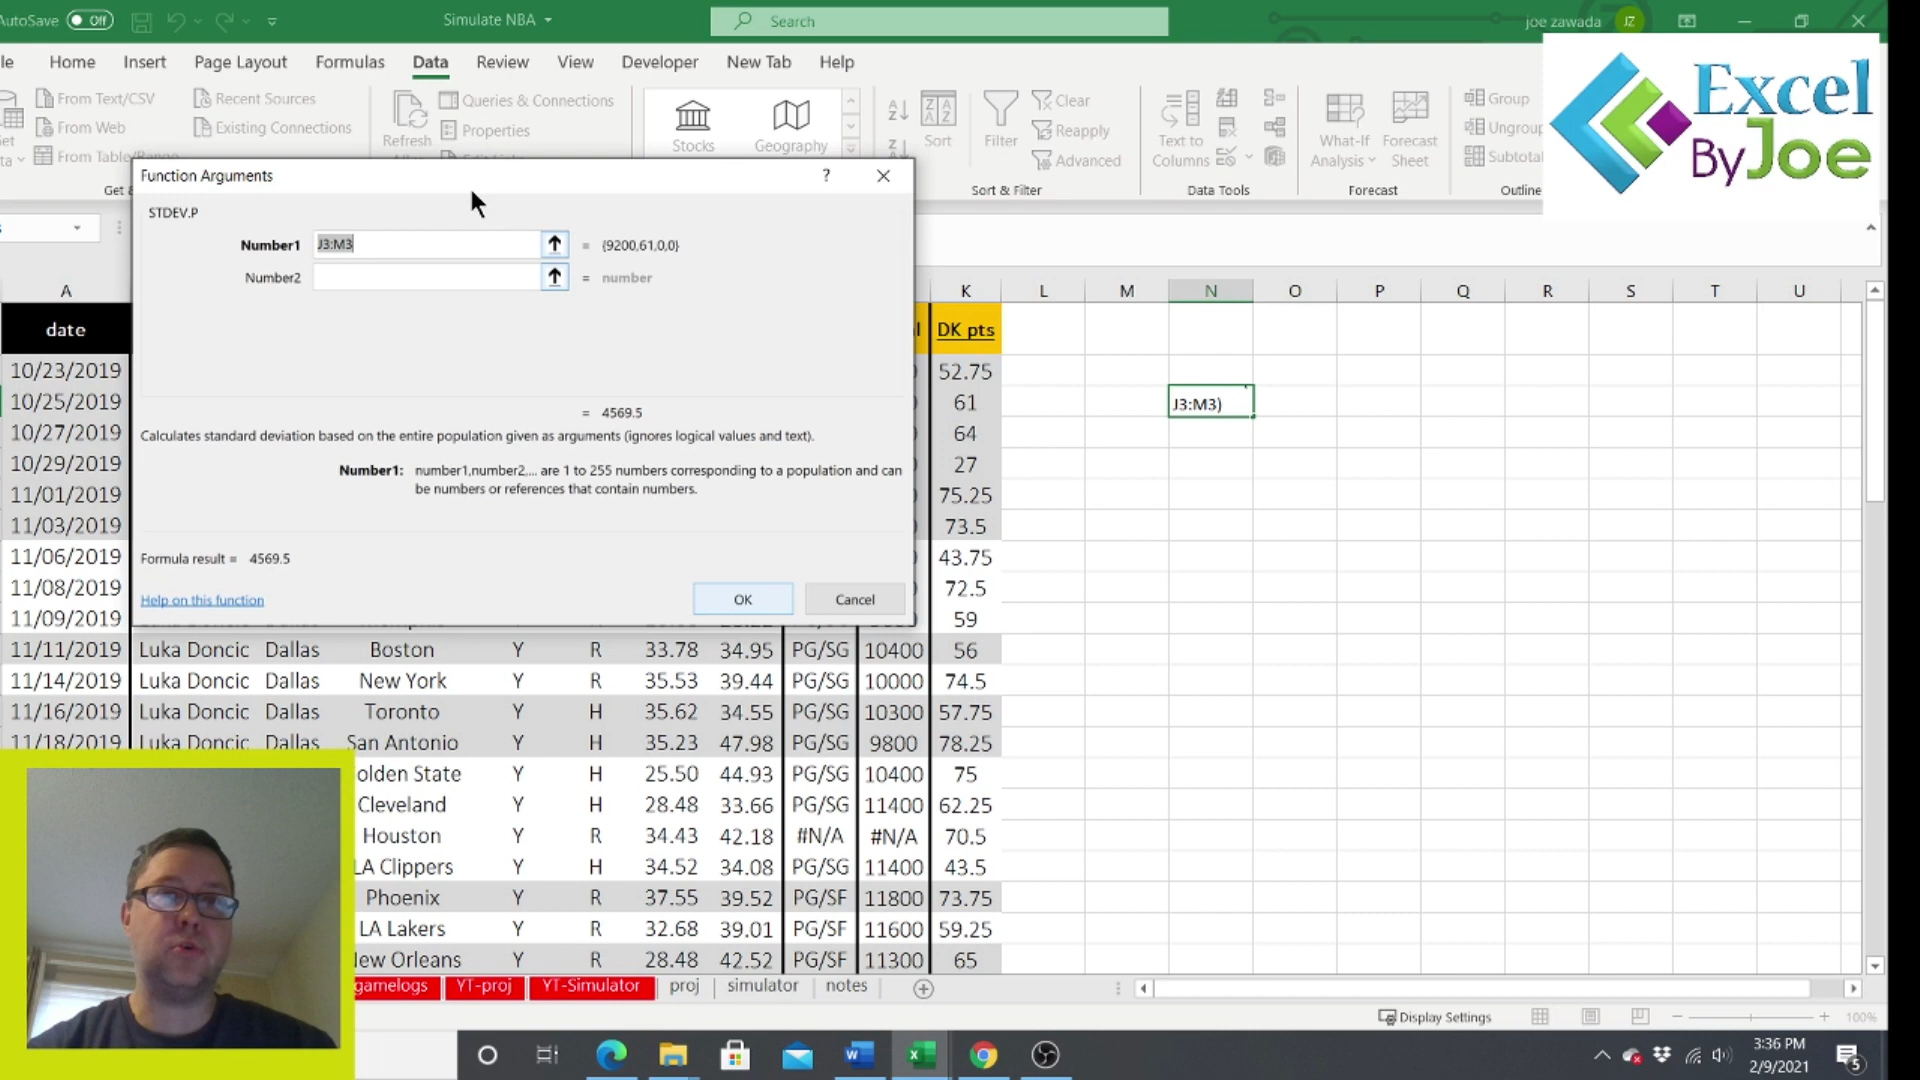 AutoSave Off Simulate NBA Search joe zawada JZ
le Home Insert Page Layout Formulas Data Review View Developer New Tab Help
From Text/CSV Recent Sources Queries & Connections Clear Group
From Web Existing Connections Properties Reapply Ungroup
From Table/Range Refresh Stocks Geography Sort Filter Advanced Text to Columns What-If Analysis Forecast Sheet Subtotal
Get & Sort & Filter Data Tools Forecast Outline
Excel
By Joe
Function Arguments ?
STDEV.P
Number1 J3:M3 = {9200,61,0,0}
Number2 = number
= 4569.5
Calculates standard deviation based on the entire population given as arguments (ignores logical values and text).
Number1: number1,number2,... are 1 to 255 numbers corresponding to a population and can
be numbers or references that contain numbers.
Formula result = 4569.5
Help on this function OK Cancel
A K L M N O P Q R S T U
date DK pts
10/23/2019 52.75
10/25/2019 61 J3:M3)
10/27/2019 64
10/29/2019 27
11/01/2019 75.25
11/03/2019 73.5
11/06/2019 43.75
11/08/2019 72.5
11/09/2019 59
11/11/2019 Luka Doncic Dallas Boston Y R 33.78 34.95 PG/SG 10400 56
11/14/2019 Luka Doncic Dallas New York Y R 35.53 39.44 PG/SG 10000 74.5
11/16/2019 Luka Doncic Dallas Toronto Y H 35.62 34.55 PG/SG 10300 57.75
11/18/2019 Luka Doncic Dallas San Antonio Y H 35.23 47.98 PG/SG 9800 78.25
olden State Y H 25.50 44.93 PG/SG 10400 75
Cleveland Y H 28.48 33.66 PG/SG 11400 62.25
Houston Y R 34.43 42.18 #N/A #N/A 70.5
LA Clippers Y H 34.52 34.08 PG/SG 11400 43.5
Phoenix Y R 37.55 39.52 PG/SF 11800 73.75
LA Lakers Y R 32.68 39.01 PG/SF 11600 59.25
New Orleans Y R 28.48 42.52 PG/SF 11300 65
gamelogs YT-proj YT-Simulator proj simulator notes
Display Settings 100%
3:36 PM
2/9/2021 5